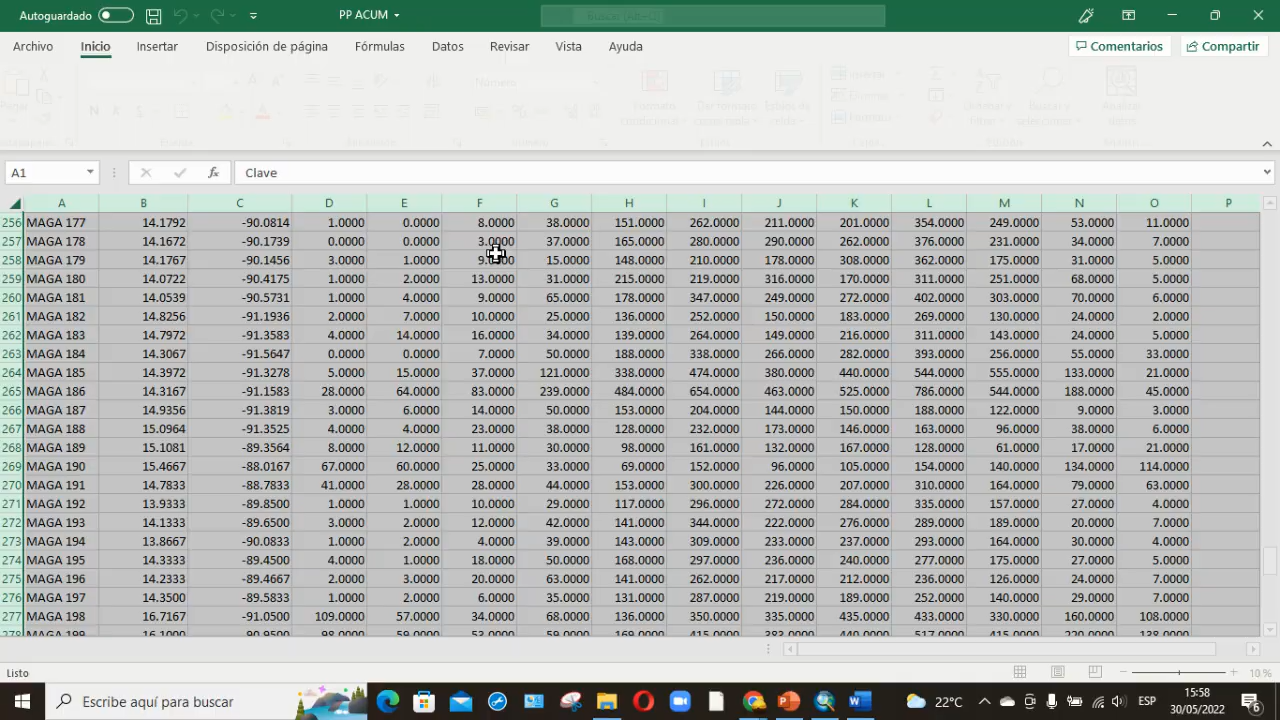 Autoguardado PP ACUM
Archivo Inicio Insertar Disposición de página Fórmulas Datos Revisar Vista Ayuda Comentarios Compartir
A1 fx Clave
A B C D E F G H I J K L M N O P
256 MAGA 177 14.1792 -90.0814 1.0000 0.0000 8.0000 38.0000 151.0000 262.0000 211.0000 201.0000 354.0000 249.0000 53.0000 11.0000
257 MAGA 178 14.1672 -90.1739 0.0000 0.0000 3.0000 37.0000 165.0000 280.0000 290.0000 262.0000 376.0000 231.0000 34.0000 7.0000
258 MAGA 179 14.1767 -90.1456 3.0000 1.0000 15.0000 148.0000 210.0000 178.0000 308.0000 362.0000 175.0000 31.0000 5.0000
259 MAGA 180 14.0722 -90.4175 1.0000 2.0000 13.0000 31.0000 215.0000 219.0000 316.0000 170.0000 311.0000 251.0000 68.0000 5.0000
260 MAGA 181 14.0539 -90.5731 1.0000 4.0000 9.0000 65.0000 178.0000 347.0000 249.0000 272.0000 402.0000 303.0000 70.0000 6.0000
261 MAGA 182 14.8256 -91.1936 2.0000 7.0000 10.0000 25.0000 136.0000 252.0000 150.0000 183.0000 269.0000 130.0000 24.0000 2.0000
262 MAGA 183 14.7972 -91.3583 4.0000 14.0000 16.0000 34.0000 139.0000 264.0000 149.0000 216.0000 311.0000 143.0000 24.0000 5.0000
263 MAGA 184 14.3067 -91.5647 0.0000 0.0000 7.0000 50.0000 188.0000 338.0000 266.0000 282.0000 393.0000 256.0000 55.0000 33.0000
264 MAGA 185 14.3972 -91.3278 5.0000 15.0000 37.0000 121.0000 338.0000 474.0000 380.0000 440.0000 544.0000 555.0000 133.0000 21.0000
265 MAGA 186 14.3167 -91.1583 28.0000 64.0000 83.0000 239.0000 484.0000 654.0000 463.0000 525.0000 786.0000 544.0000 188.0000 45.0000
266 MAGA 187 14.9356 -91.3819 3.0000 6.0000 14.0000 50.0000 153.0000 204.0000 144.0000 150.0000 188.0000 122.0000 9.0000 3.0000
267 MAGA 188 15.0964 -91.3525 4.0000 4.0000 23.0000 38.0000 128.0000 232.0000 173.0000 146.0000 163.0000 96.0000 38.0000 6.0000
268 MAGA 189 15.1081 -89.3564 8.0000 12.0000 11.0000 30.0000 98.0000 161.0000 132.0000 167.0000 128.0000 61.0000 17.0000 21.0000
269 MAGA 190 15.4667 -88.0167 67.0000 60.0000 25.0000 33.0000 69.0000 152.0000 96.0000 105.0000 154.0000 140.0000 134.0000 114.0000
270 MAGA 191 14.7833 -88.7833 41.0000 28.0000 28.0000 44.0000 153.0000 302.0000 226.0000 207.0000 310.0000 164.0000 79.0000 63.0000
271 MAGA 192 13.9333 -89.8500 1.0000 1.0000 10.0000 29.0000 117.0000 296.0000 272.0000 284.0000 335.0000 157.0000 27.0000 4.0000
272 MAGA 193 14.1333 -89.6500 3.0000 2.0000 12.0000 42.0000 141.0000 344.0000 222.0000 276.0000 289.0000 189.0000 20.0000 7.0000
273 MAGA 194 13.8667 -90.0833 1.0000 2.0000 4.0000 39.0000 143.0000 309.0000 233.0000 237.0000 293.0000 164.0000 30.0000 4.0000
274 MAGA 195 14.3333 -89.4500 4.0000 1.0000 18.0000 50.0000 168.0000 297.0000 236.0000 240.0000 277.0000 175.0000 27.0000 5.0000
275 MAGA 196 14.2333 -89.4667 2.0000 3.0000 20.0000 63.0000 141.0000 262.0000 217.0000 212.0000 236.0000 126.0000 24.0000 7.0000
276 MAGA 197 14.3500 -89.5833 1.0000 2.0000 6.0000 35.0000 131.0000 287.0000 219.0000 189.0000 252.0000 140.0000 29.0000 7.0000
277 MAGA 198 16.7167 -91.0500 109.0000 57.0000 34.0000 68.0000 136.0000 350.0000 335.0000 435.0000 433.0000 330.0000 160.0000 108.0000
278 MAGA 199 16.1000 -90.9500 98.0000 59.0000 53.0000 59.0000 169.0000 415.0000 383.0000 440.0000 517.0000 415.0000 220.0000 138.0000
Listo 10 %
Escribe aquí para buscar 22°C ESP 15:58
30/05/2022 6